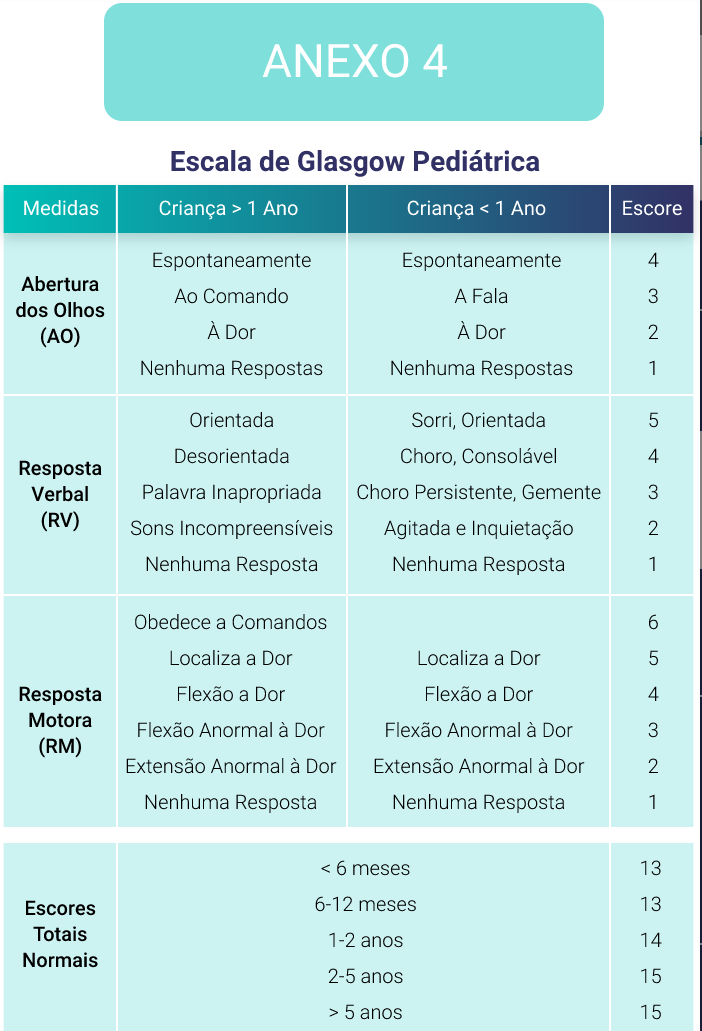 ANEXO 4
Escala de Glasgow Pediátrica
Medidas Criança > 1 Ano Criança < 1 Ano Escore
Abertura dos Olhos (AO)
Espontaneamente Espontaneamente 4
Ao Comando A Fala 3
À Dor À Dor 2
Nenhuma Respostas Nenhuma Respostas 1
Resposta Verbal (RV)
Orientada Sorri, Orientada 5
Desorientada Choro, Consolável 4
Palavra Inapropriada Choro Persistente, Gemente 3
Sons Incompreensíveis Agitada e Inquietação 2
Nenhuma Resposta Nenhuma Resposta 1
Resposta Motora (RM)
Obedece a Comandos 6
Localiza a Dor Localiza a Dor 5
Flexão a Dor Flexão a Dor 4
Flexão Anormal à Dor Flexão Anormal à Dor 3
Extensão Anormal à Dor Extensão Anormal à Dor 2
Nenhuma Resposta Nenhuma Resposta 1
Escores Totais Normais
< 6 meses 13
6-12 meses 13
1-2 anos 14
2-5 anos 15
> 5 anos 15